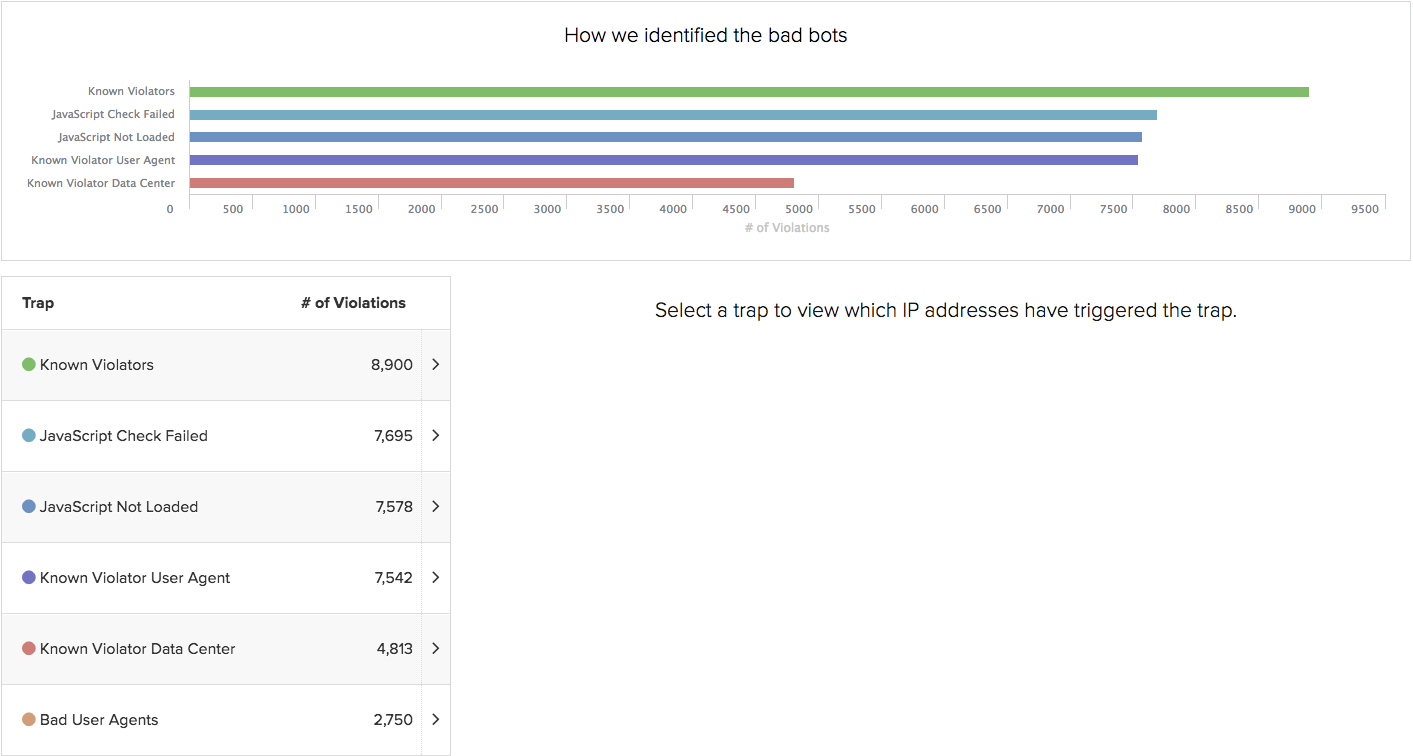 How we identified the bad bots
Known Violators
JavaScript Check Failed
JavaScript Not Loaded
Known Violator User Agent
Known Violator Data Center
0 500 1000 1500 2000 2500 3000 3500 4000 4500 5000 5500 6000 6500 7000 7500 8000 8500 9000 9500
# of Violations
Trap # of Violations
Known Violators 8,900
JavaScript Check Failed 7,695
JavaScript Not Loaded 7,578
Known Violator User Agent 7,542
Known Violator Data Center 4,813
Bad User Agents 2,750
Select a trap to view which IP addresses have triggered the trap.